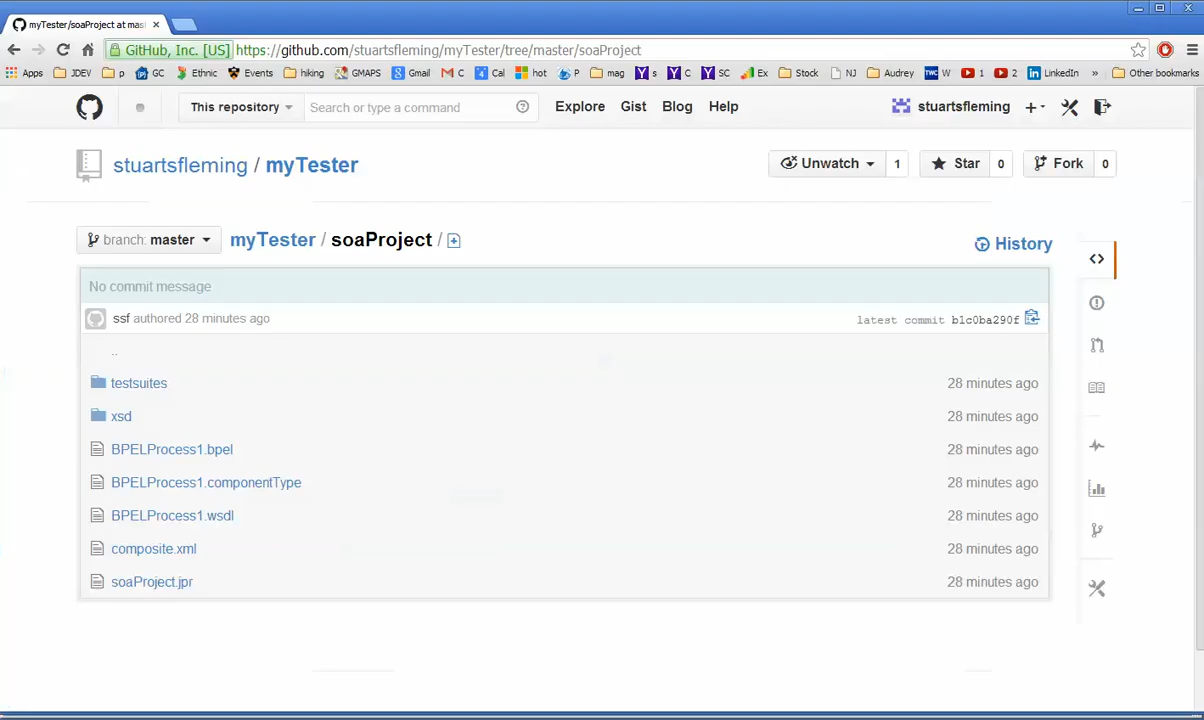 myTester/soaProject at mas
GitHub, Inc. [US] https://github.com/stuartsfleming/myTester/tree/master/soaProject
Apps JDEV p GC Ethnic Events hiking GMAPS Gmail C Cal hot P mag s C SC Ex Stock NJ Audrey W 1 2 LinkedIn » Other bookmarks
This repository Search or type a command Explore Gist Blog Help stuartsfleming
stuartsfleming / myTester Unwatch 1 Star 0 Fork 0
branch: master myTester / soaProject / History
No commit message
ssf authored 28 minutes ago latest commit b1c0ba290f
..
testsuites 28 minutes ago
xsd 28 minutes ago
BPELProcess1.bpel 28 minutes ago
BPELProcess1.componentType 28 minutes ago
BPELProcess1.wsdl 28 minutes ago
composite.xml 28 minutes ago
soaProject.jpr 28 minutes ago